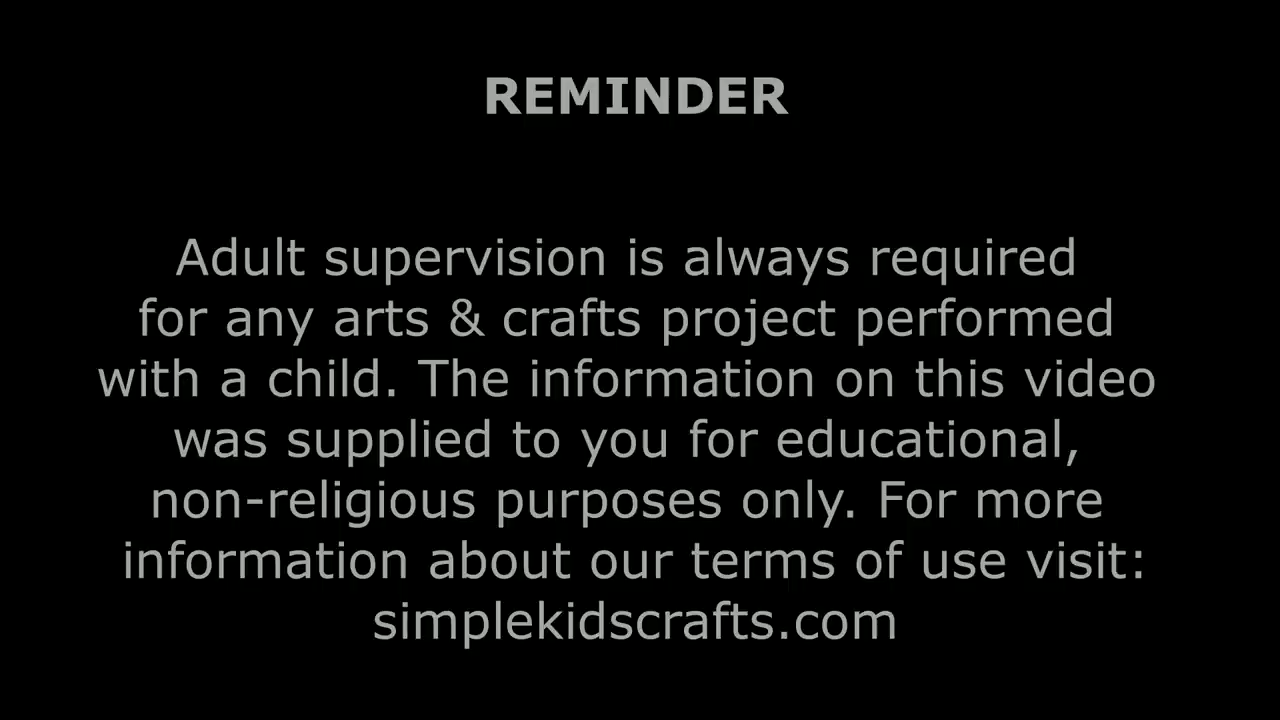 REMINDER
Adult supervision is always required
for any arts & crafts project performed
with a child. The information on this video
was supplied to you for educational,
non-religious purposes only. For more
information about our terms of use visit:
simplekidscrafts.com